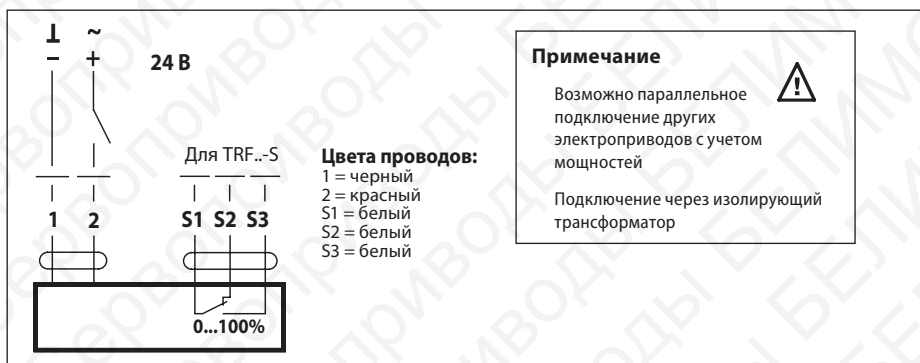 ⊥ ~
− +
24 В
Для TRF..-S
1 2 S1 S2 S3
0...100%
Цвета проводов:
1 = черный
2 = красный
S1 = белый
S2 = белый
S3 = белый
Примечание
Возможно параллельное
подключение других
электроприводов с учетом
мощностей
Подключение через изолирующий
трансформатор